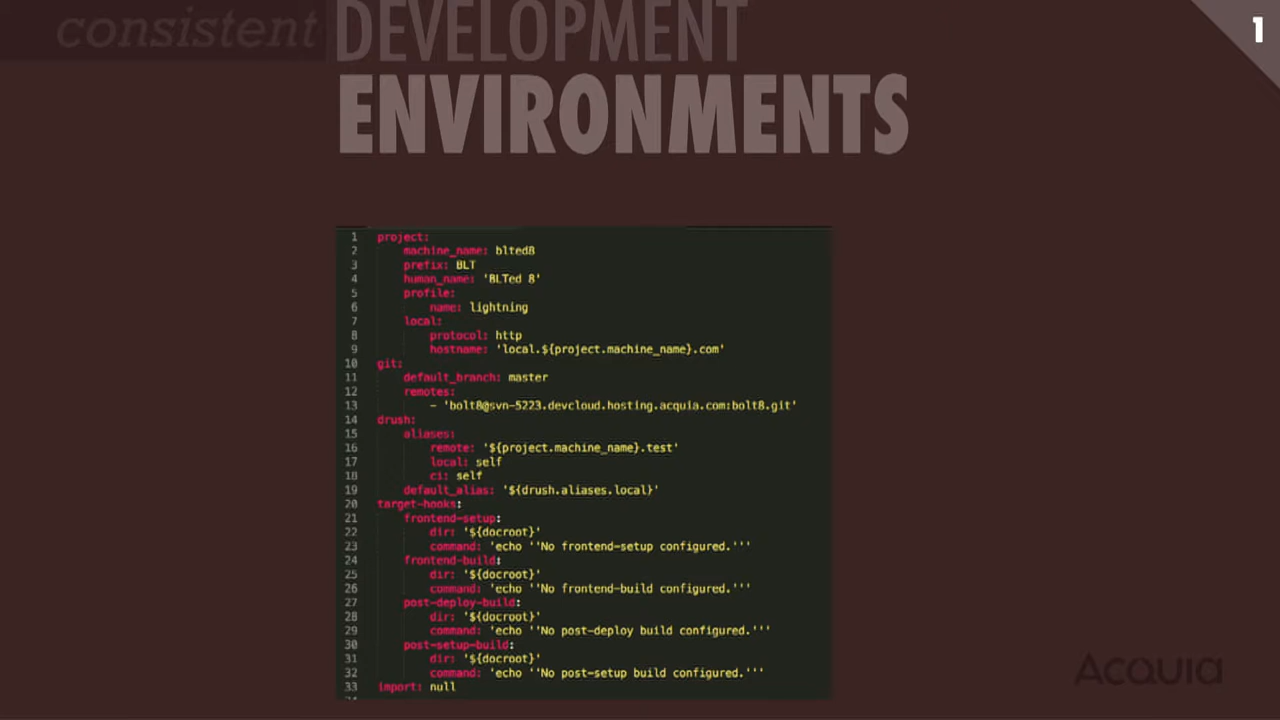 consistent DEVELOPMENT
1
ENVIRONMENTS
1 project:
2 machine_name: blted8
3 prefix: BLT
4 human_name: 'BLTed 8'
5 profile:
6 name: lightning
7 local:
8 protocol: http
9 hostname: 'local.${project.machine_name}.com'
10 git:
11 default_branch: master
12 remotes:
13 - 'bolt8@svn-5223.devcloud.hosting.acquia.com:bolt8.git'
14 drush:
15 aliases:
16 remote: '${project.machine_name}.test'
17 local: self
18 ci: self
19 default_alias: '${drush.aliases.local}'
20 target-hooks:
21 frontend-setup:
22 dir: '${docroot}'
23 command: 'echo ''No frontend-setup configured.'''
24 frontend-build:
25 dir: '${docroot}'
26 command: 'echo ''No frontend-build configured.'''
27 post-deploy-build:
28 dir: '${docroot}'
29 command: 'echo ''No post-deploy build configured.'''
30 post-setup-build:
31 dir: '${docroot}'
32 command: 'echo ''No post-setup build configured.'''
33 import: null
Acquia